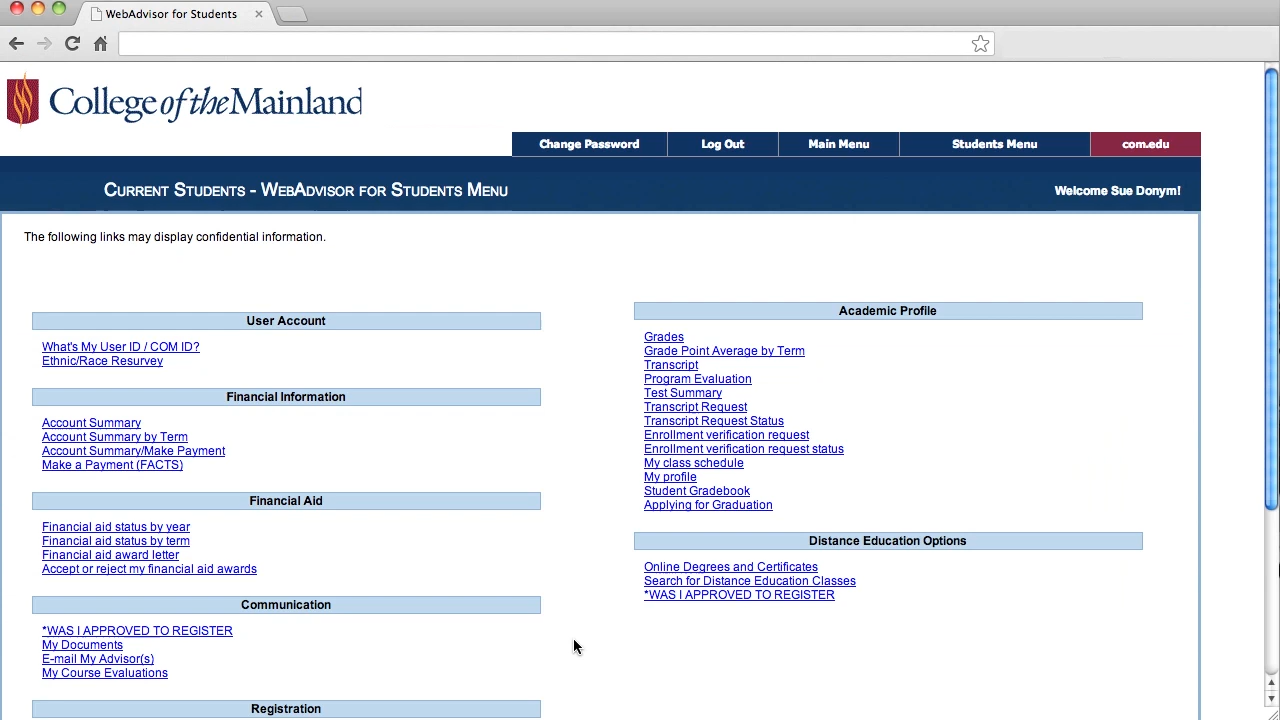 WebAdvisor for Students
College of the Mainland
Change Password
Log Out
Main Menu
Students Menu
com.edu
Current Students - WebAdvisor for Students Menu
Welcome Sue Donym!
The following links may display confidential information.
User Account
What's My User ID / COM ID?
Ethnic/Race Resurvey
Financial Information
Account Summary
Account Summary by Term
Account Summary/Make Payment
Make a Payment (FACTS)
Financial Aid
Financial aid status by year
Financial aid status by term
Financial aid award letter
Accept or reject my financial aid awards
Communication
*WAS I APPROVED TO REGISTER
My Documents
E-mail My Advisor(s)
My Course Evaluations
Registration
Academic Profile
Grades
Grade Point Average by Term
Transcript
Program Evaluation
Test Summary
Transcript Request
Transcript Request Status
Enrollment verification request
Enrollment verification request status
My class schedule
My profile
Student Gradebook
Applying for Graduation
Distance Education Options
Online Degrees and Certificates
Search for Distance Education Classes
*WAS I APPROVED TO REGISTER